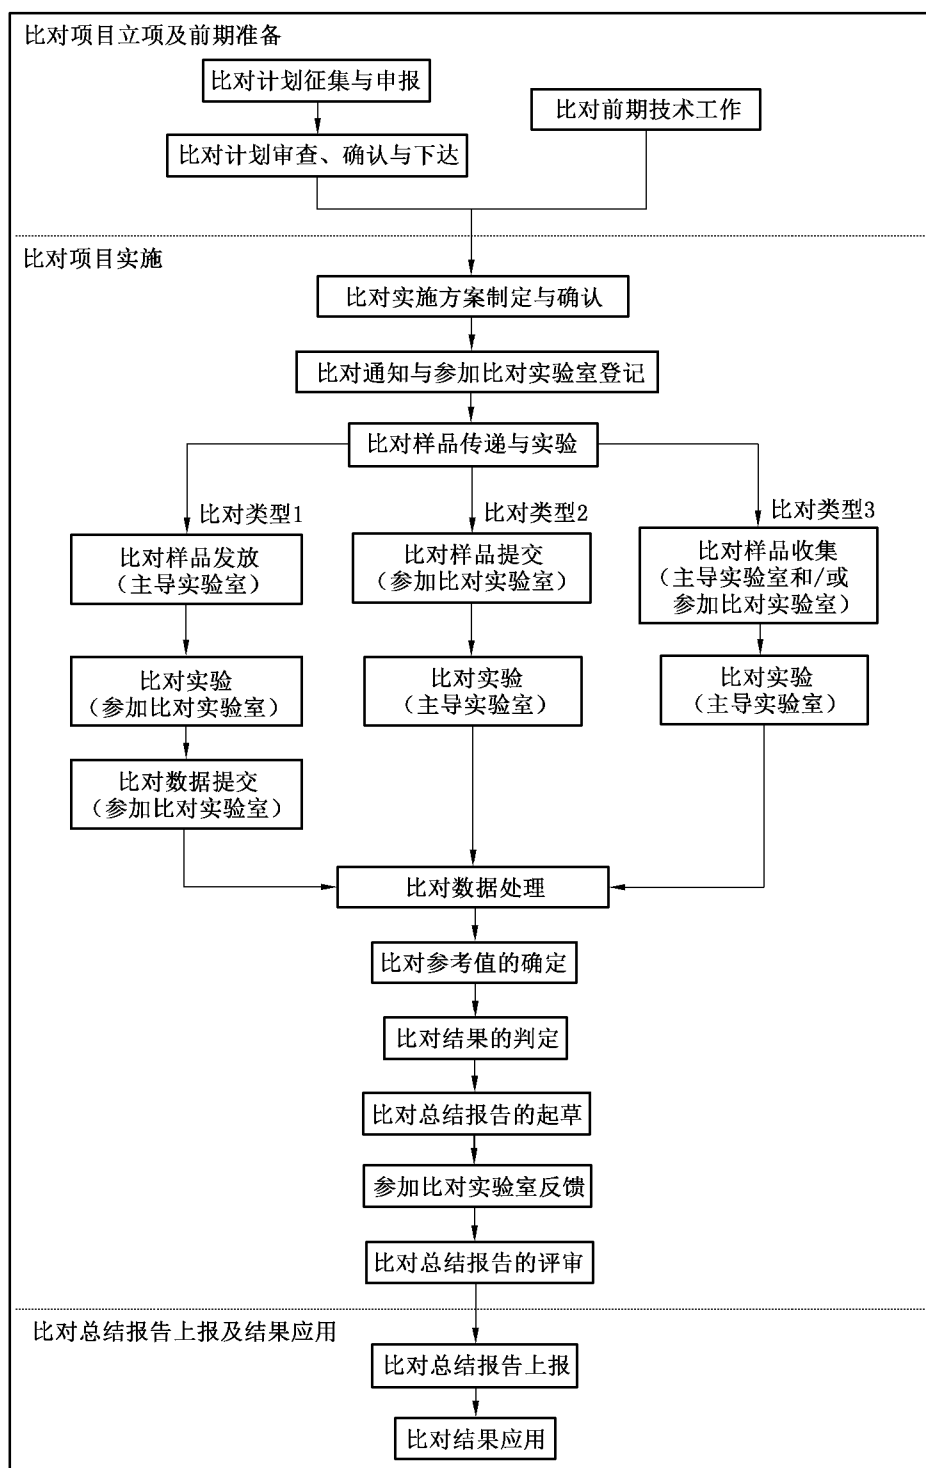 比对项目立项及前期准备
比对计划征集与申报
比对前期技术工作
比对计划审查、确认与下达
比对项目实施
比对实施方案制定与确认
比对通知与参加比对实验室登记
比对样品传递与实验
比对类型1
比对样品发放
（主导实验室）
比对实验
（参加比对实验室）
比对数据提交
（参加比对实验室）
比对类型2
比对样品提交
（参加比对实验室）
比对实验
（主导实验室）
比对类型3
比对样品收集
（主导实验室和/或
参加比对实验室）
比对实验
（主导实验室）
比对数据处理
比对参考值的确定
比对结果的判定
比对总结报告的起草
参加比对实验室反馈
比对总结报告的评审
比对总结报告上报及结果应用
比对总结报告上报
比对结果应用